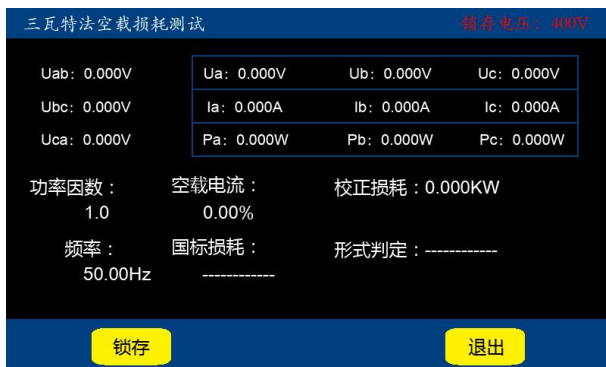 三瓦特法空载损耗测试 锁存电压：400V
Uab：0.000V Ua：0.000V Ub：0.000V Uc：0.000V
Ubc：0.000V Ia：0.000A Ib：0.000A Ic：0.000A
Uca：0.000V Pa：0.000W Pb：0.000W Pc：0.000W
功率因数： 空载电流： 校正损耗：0.000KW
1.0 0.00%
频率： 国标损耗： 形式判定：------------
50.00Hz ------------
锁存 退出